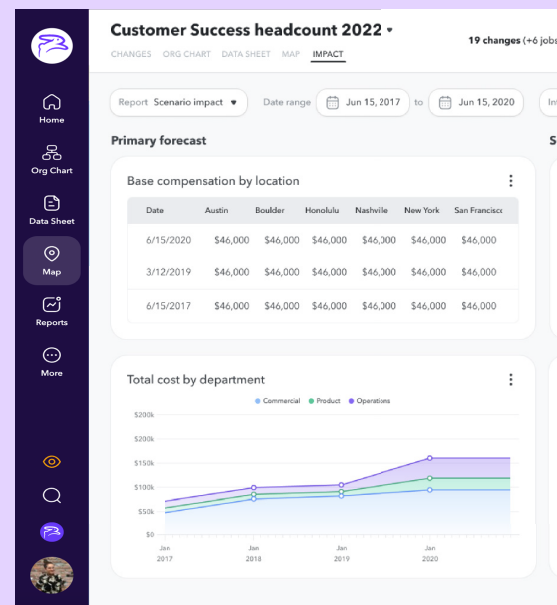 Customer Success headcount 2022
19 changes (+6 jobs
CHANGES ORG CHART DATA SHEET MAP IMPACT
Home
Org Chart
Data Sheet
Map
Reports
More
Report Scenario impact Date range Jun 15, 2017 to Jun 15, 2020
Primary forecast
Base compensation by location
Date Austin Boulder Honolulu Nashvile New York San Francisco
6/15/2020 $46,000 $46,000 $46,000 $46,000 $46,000 $46,000
3/12/2019 $46,000 $46,000 $46,000 $46,000 $46,000 $46,000
6/15/2017 $46,000 $46,000 $46,000 $46,000 $46,000 $46,000
Total cost by department
Commercial Product Operations
$200k
$200k
$150k
$100k
$50k
$0
Jan Jan Jan Jan
2017 2018 2019 2020